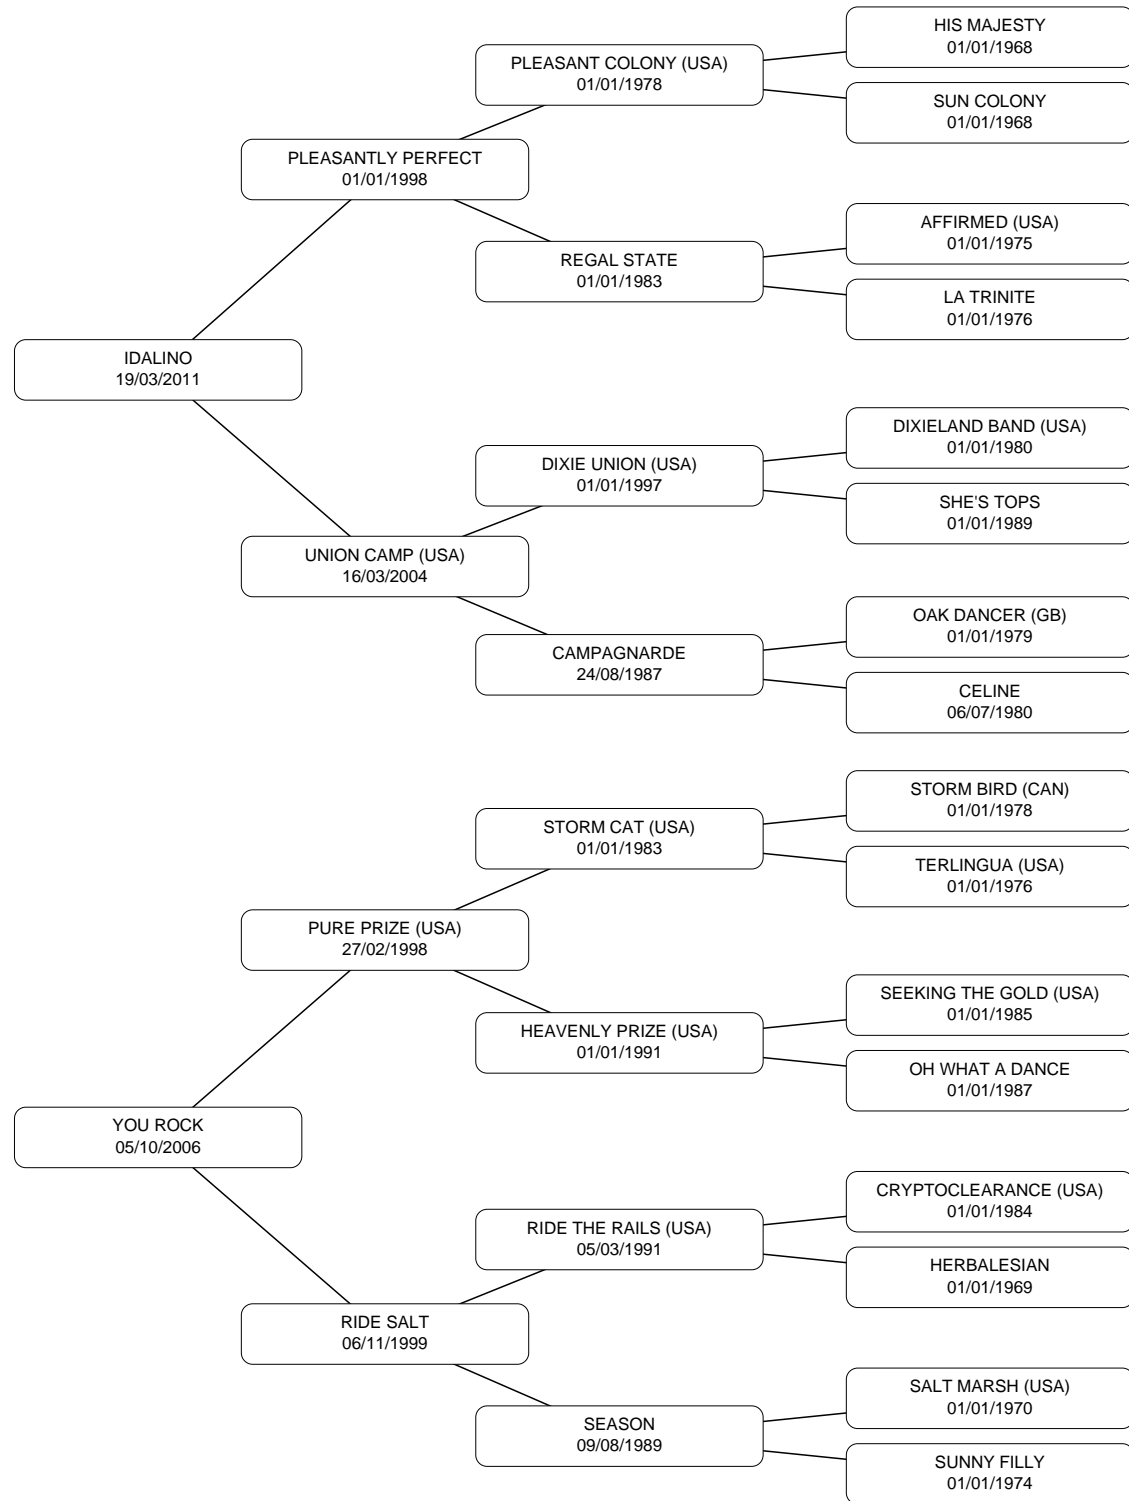 HIS MAJESTY
01/01/1968
PLEASANT COLONY (USA)
01/01/1978
SUN COLONY
01/01/1968
PLEASANTLY PERFECT
01/01/1998
AFFIRMED (USA)
01/01/1975
REGAL STATE
01/01/1983
LA TRINITE
01/01/1976
IDALINO
19/03/2011
DIXIELAND BAND (USA)
01/01/1980
DIXIE UNION (USA)
01/01/1997
SHE'S TOPS
01/01/1989
UNION CAMP (USA)
16/03/2004
OAK DANCER (GB)
01/01/1979
CAMPAGNARDE
24/08/1987
CELINE
06/07/1980
STORM BIRD (CAN)
01/01/1978
STORM CAT (USA)
01/01/1983
TERLINGUA (USA)
01/01/1976
PURE PRIZE (USA)
27/02/1998
SEEKING THE GOLD (USA)
01/01/1985
HEAVENLY PRIZE (USA)
01/01/1991
OH WHAT A DANCE
01/01/1987
YOU ROCK
05/10/2006
CRYPTOCLEARANCE (USA)
01/01/1984
RIDE THE RAILS (USA)
05/03/1991
HERBALESIAN
01/01/1969
RIDE SALT
06/11/1999
SALT MARSH (USA)
01/01/1970
SEASON
09/08/1989
SUNNY FILLY
01/01/1974